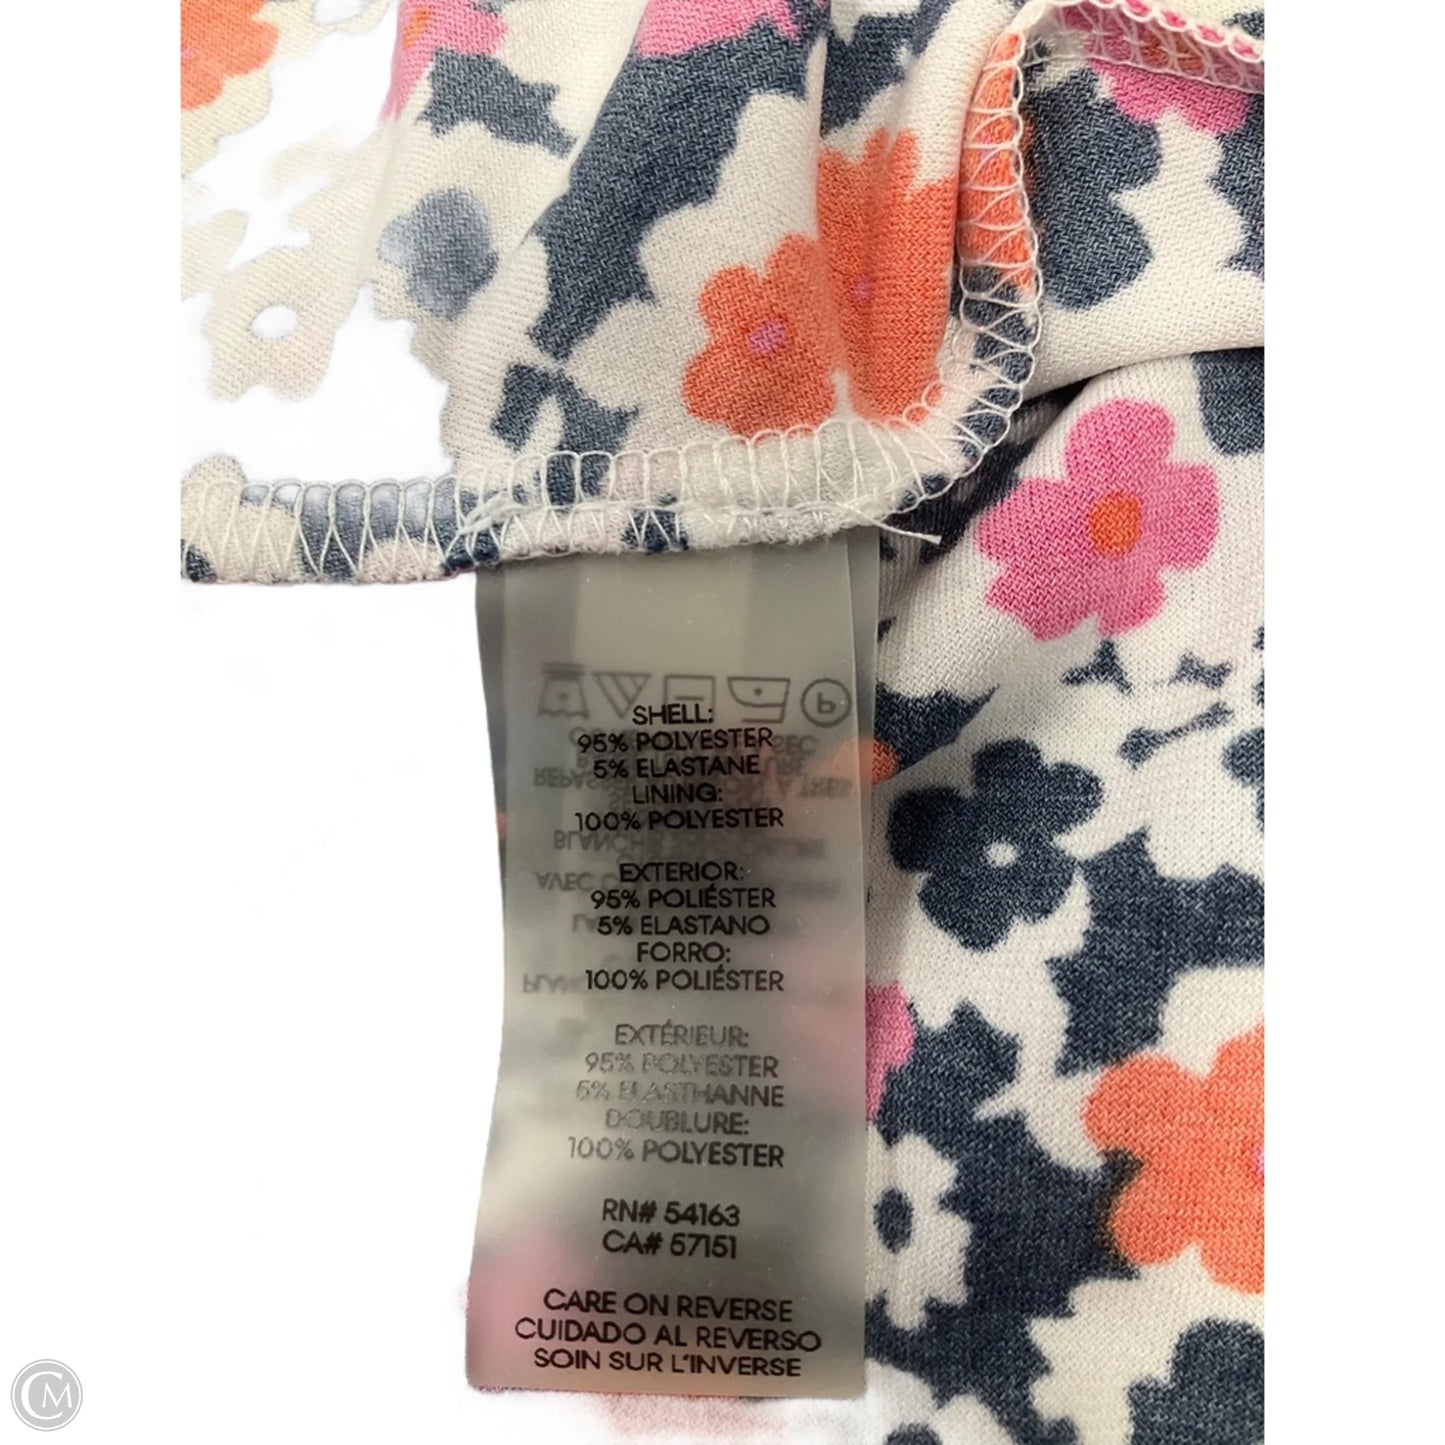 SHELL:
95% POLYESTER
5% ELASTANE
LINING:
100% POLYESTER
EXTERIOR:
95% POLIÉSTER
5% ELASTANO
FORRO:
100% POLIÉSTER
EXTÉRIEUR:
95% POLYESTER
5% ELASTHANNE
DOUBLURE:
100% POLYESTER
RN# 54163
CA# 57151
CARE ON REVERSE
CUIDADO AL REVERSO
SOIN SUR L'INVERSE
CM